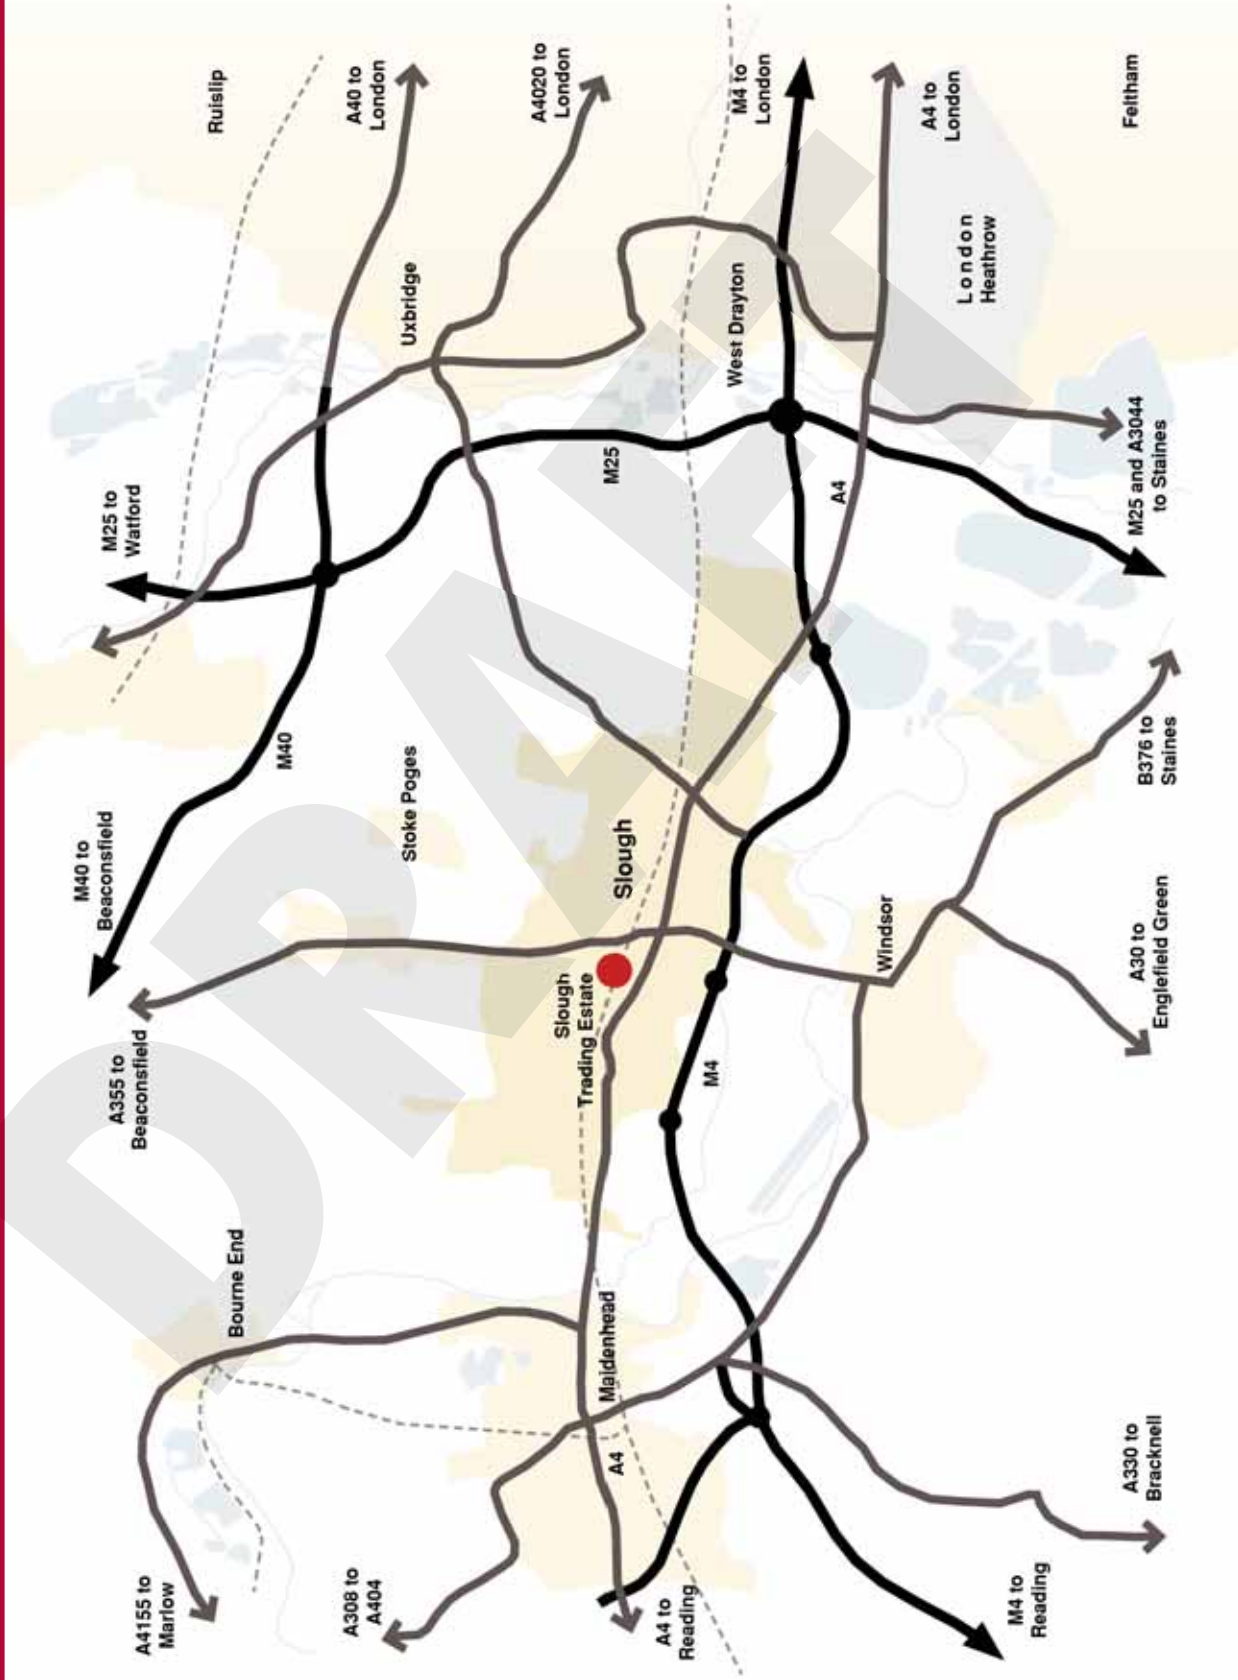 A4155 to
Marlow
Bourne End
A355 to
Beaconsfield
M40 to
Beaconsfield
M25 to
Watford
Ruislip
A308 to
A404
Stoke Poges
M40
Uxbridge
A40 to
London
A4020 to
London
A4
Maidenhead
Slough
Trading Estate
Slough
M25
A4 to
Reading
M4
West Drayton
M4 to
London
A4
Windsor
London
Heathrow
A4 to
London
M4 to
Reading
A330 to
Bracknell
A30 to
Englefield Green
B376 to
Staines
M25 and A3044
to Staines
Feltham
DRAFT